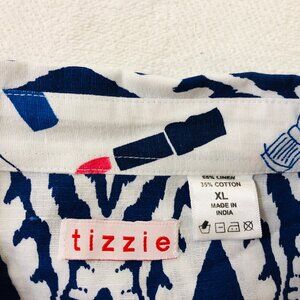 65% LINEN
35% COTTON
XL
MADE IN
INDIA
tizzie